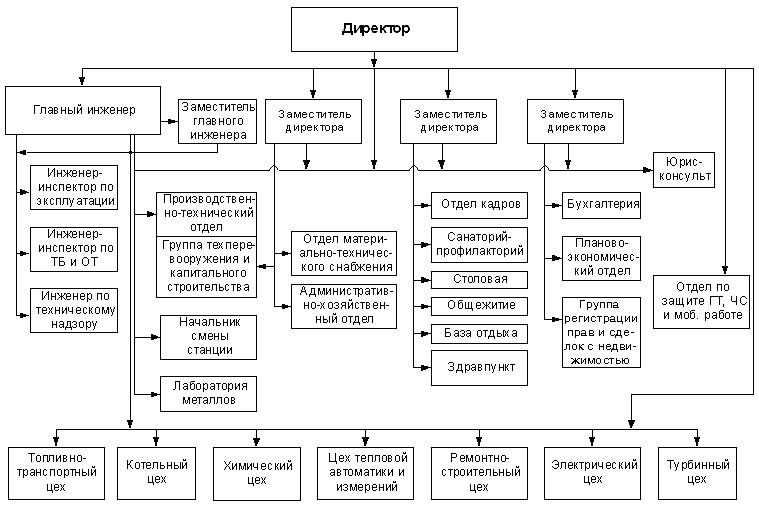 Директор
Главный инженер
Заместитель
главного
инженера
Заместитель
директора
Заместитель
директора
Заместитель
директора
Юрис-
консульт
Инженер-
инспектор по
эксплуатации
Инженер-
инспектор по
ТБ и ОТ
Инженер по
техническому
надзору
Производствен-
но-технический
отдел
Группа техпере-
вооружения и
капитального
строительства
Начальник
смены
станции
Лаборатория
металлов
Отдел матери-
ально-техничес-
кого снабжения
Административ-
но-хозяйствен-
ный отдел
Отдел кадров
Санаторий-
профилакторий
Столовая
Общежитие
База отдыха
Здравпункт
Бухгалтерия
Планово-
экономичес-
кий отдел
Группа
регистрации
прав и сде-
лок с недви-
жимостью
Отдел по
защите ГТ, ЧС
и моб. работе
Топливно-
транспортный
цех
Котельный
цех
Химический
цех
Цех тепловой
автоматики и
измерений
Ремонтно-
строительный
цех
Электрический
цех
Турбинный
цех